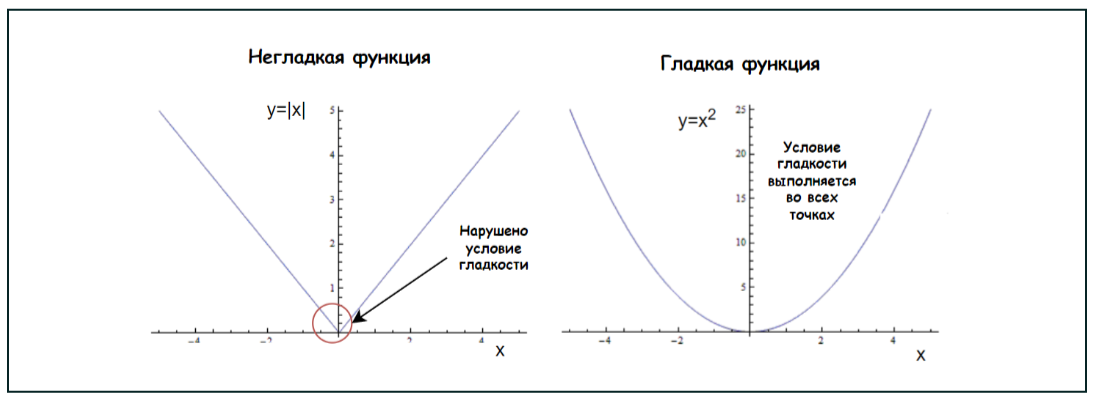 Негладкая функция
y=|x|
5
4
3
2
1
Нарушено
условие
гладкости
-4
-2
2
4
x
Гладкая функция
y=x²
25
20
15
10
5
Условие
гладкости
выполняется
во всех
точках
-4
-2
2
4
x